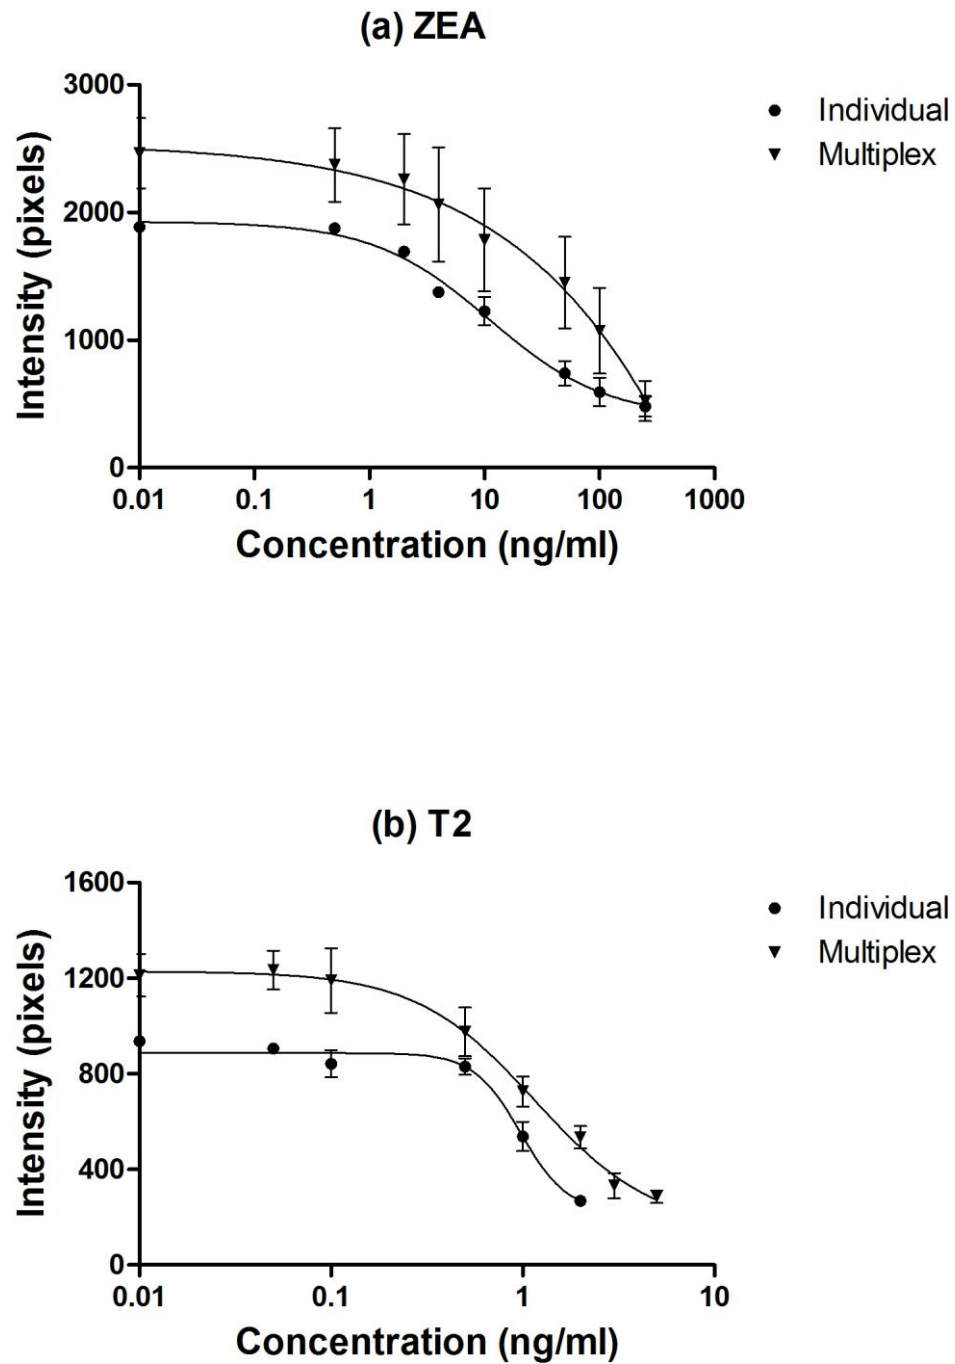 (a) ZEA
Individual
Multiplex
Intensity (pixels)
3000
2000
1000
0
0.01 0.1 1 10 100 1000
Concentration (ng/ml)
(b) T2
Individual
Multiplex
Intensity (pixels)
1600
1200
800
400
0
0.01 0.1 1 10
Concentration (ng/ml)